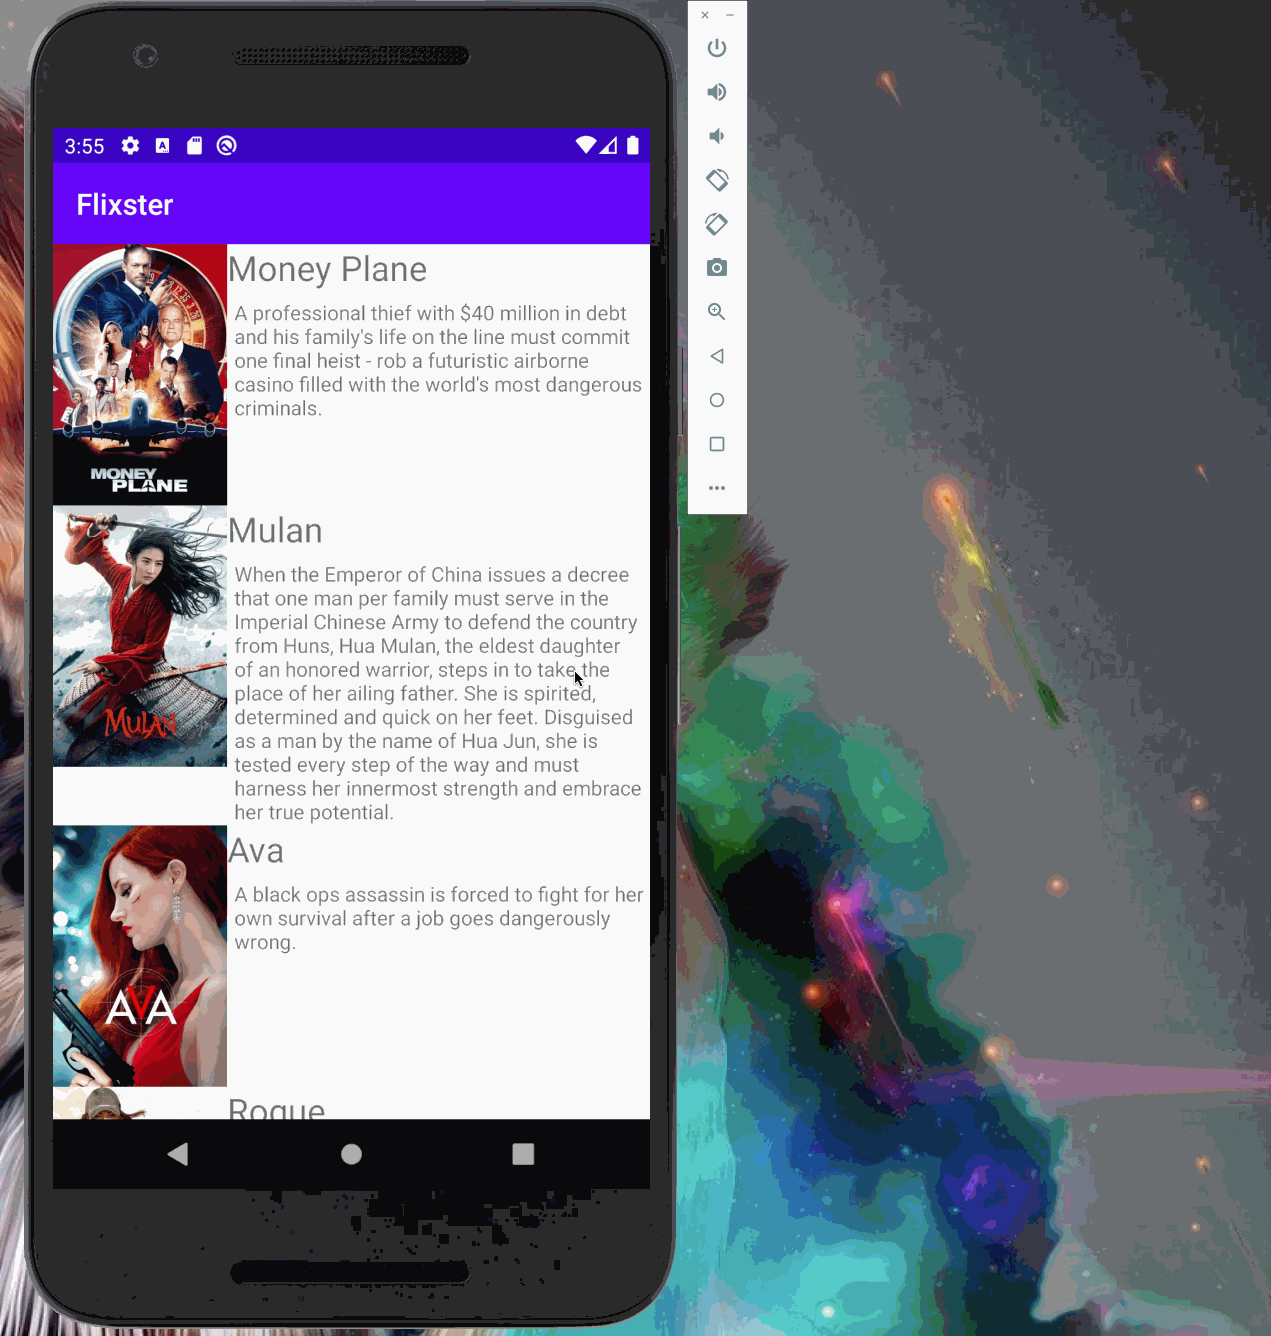 3:55
Flixster
Money Plane
A professional thief with $40 million in debt
and his family's life on the line must commit
one final heist - rob a futuristic airborne
casino filled with the world's most dangerous
criminals.
MONEY
PLANE
Mulan
When the Emperor of China issues a decree
that one man per family must serve in the
Imperial Chinese Army to defend the country
from Huns, Hua Mulan, the eldest daughter
of an honored warrior, steps in to take the
place of her ailing father. She is spirited,
determined and quick on her feet. Disguised
as a man by the name of Hua Jun, she is
tested every step of the way and must
harness her innermost strength and embrace
her true potential.
MULAN
Ava
A black ops assassin is forced to fight for her
own survival after a job goes dangerously
wrong.
AVA
Rogue